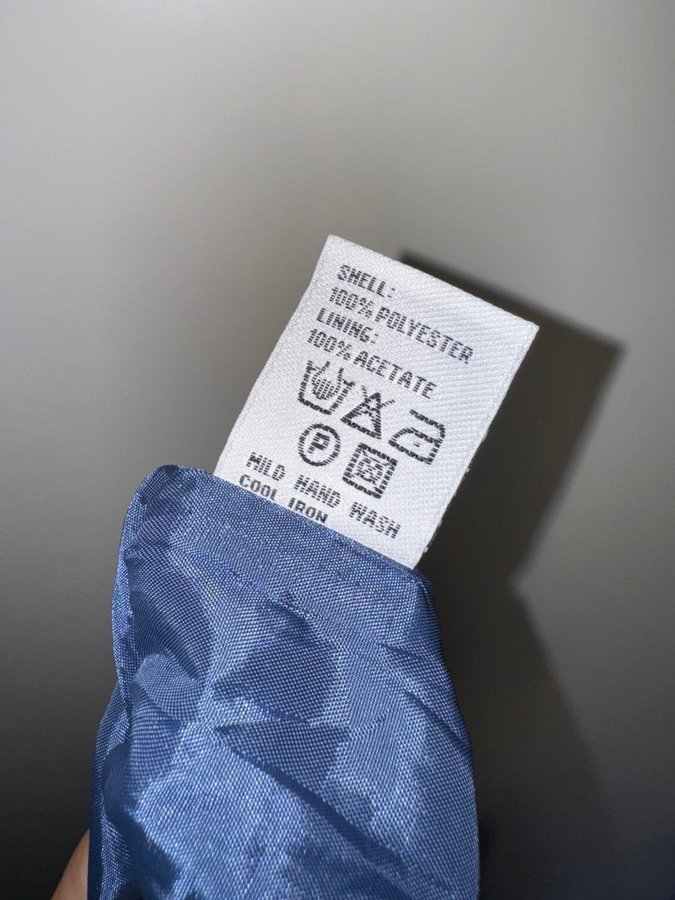 SHELL:
100% POLYESTER
LINING:
100% ACETATE
P
MILD HAND WASH
COOL IRON